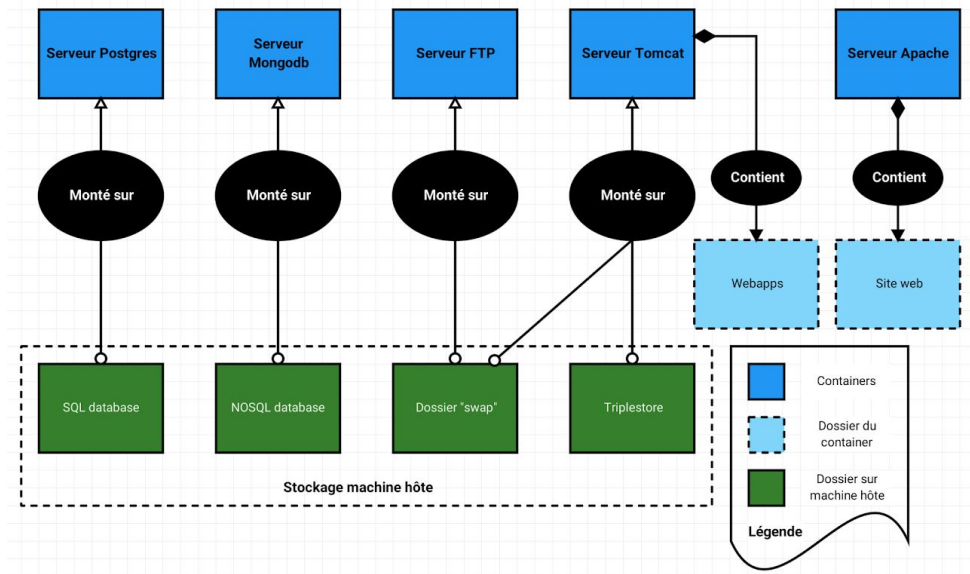 Serveur Postgres
Serveur
Mongodb
Serveur FTP
Serveur Tomcat
Serveur Apache
Monté sur
Monté sur
Monté sur
Monté sur
Contient
Contient
Webapps
Site web
SQL database
NOSQL database
Dossier "swap"
Triplestore
Stockage machine hôte
Containers
Dossier du
container
Dossier sur
machine hôte
Légende